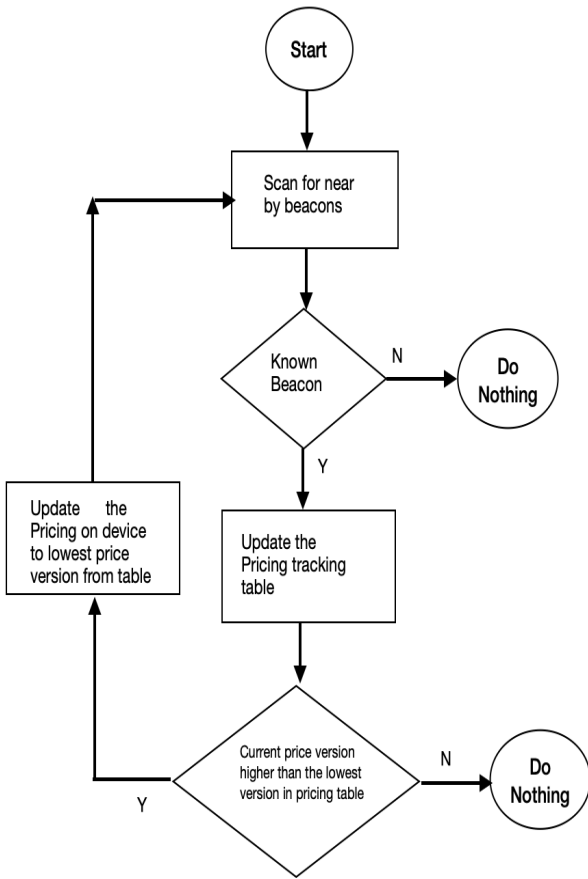 Start
Scan for near
by beacons
Known
Beacon
N
Do
Nothing
Y
Update the
Pricing on device
to lowest price
version from table
Update the
Pricing tracking
table
Current price version
higher than the lowest
version in pricing table
N
Do
Nothing
Y